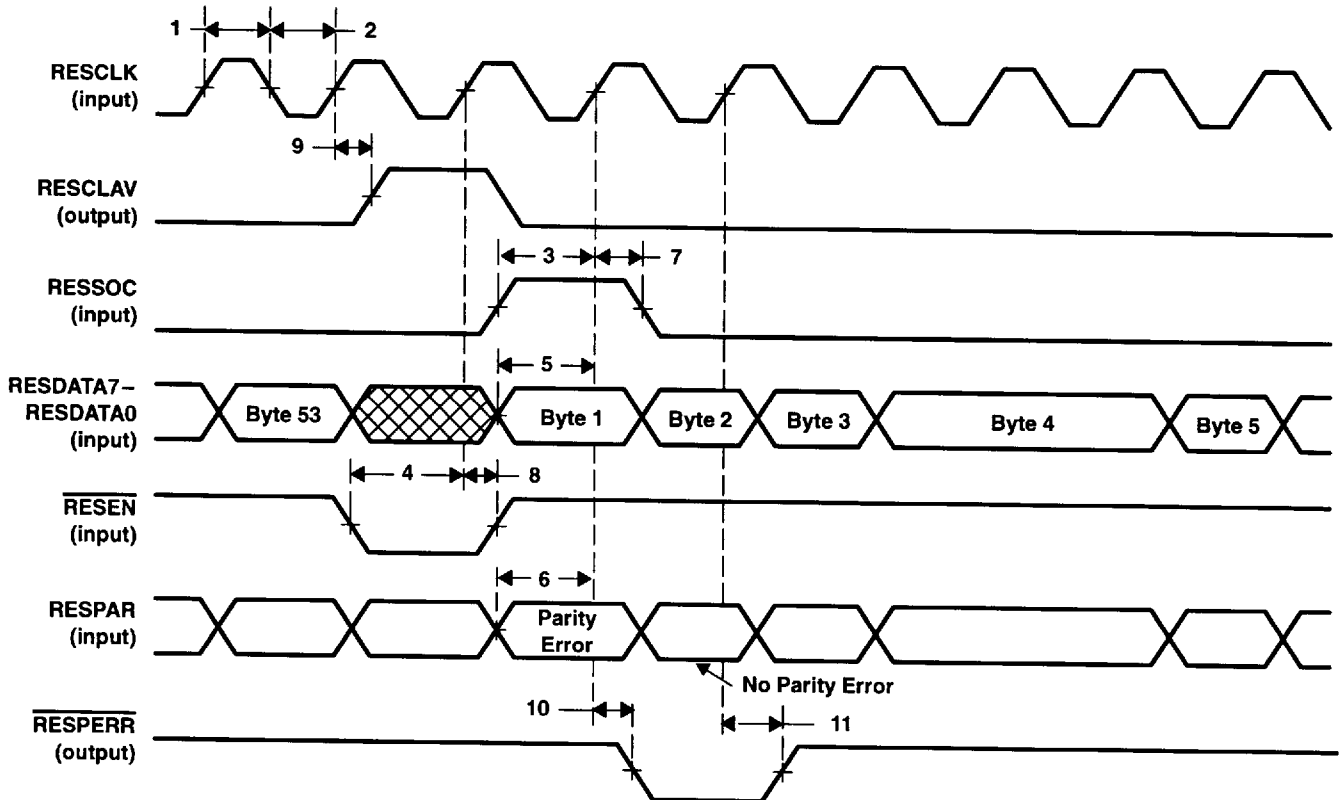 1
2
RESCLK
(input)
9
RESCLAV
(output)
3
7
RESSOC
(input)
5
RESDATA7–
RESDATA0
(input)
Byte 53
Byte 1
Byte 2
Byte 3
Byte 4
Byte 5
4
8
RESEN
(input)
6
RESPAR
(input)
Parity
Error
No Parity Error
10
11
RESPERR
(output)